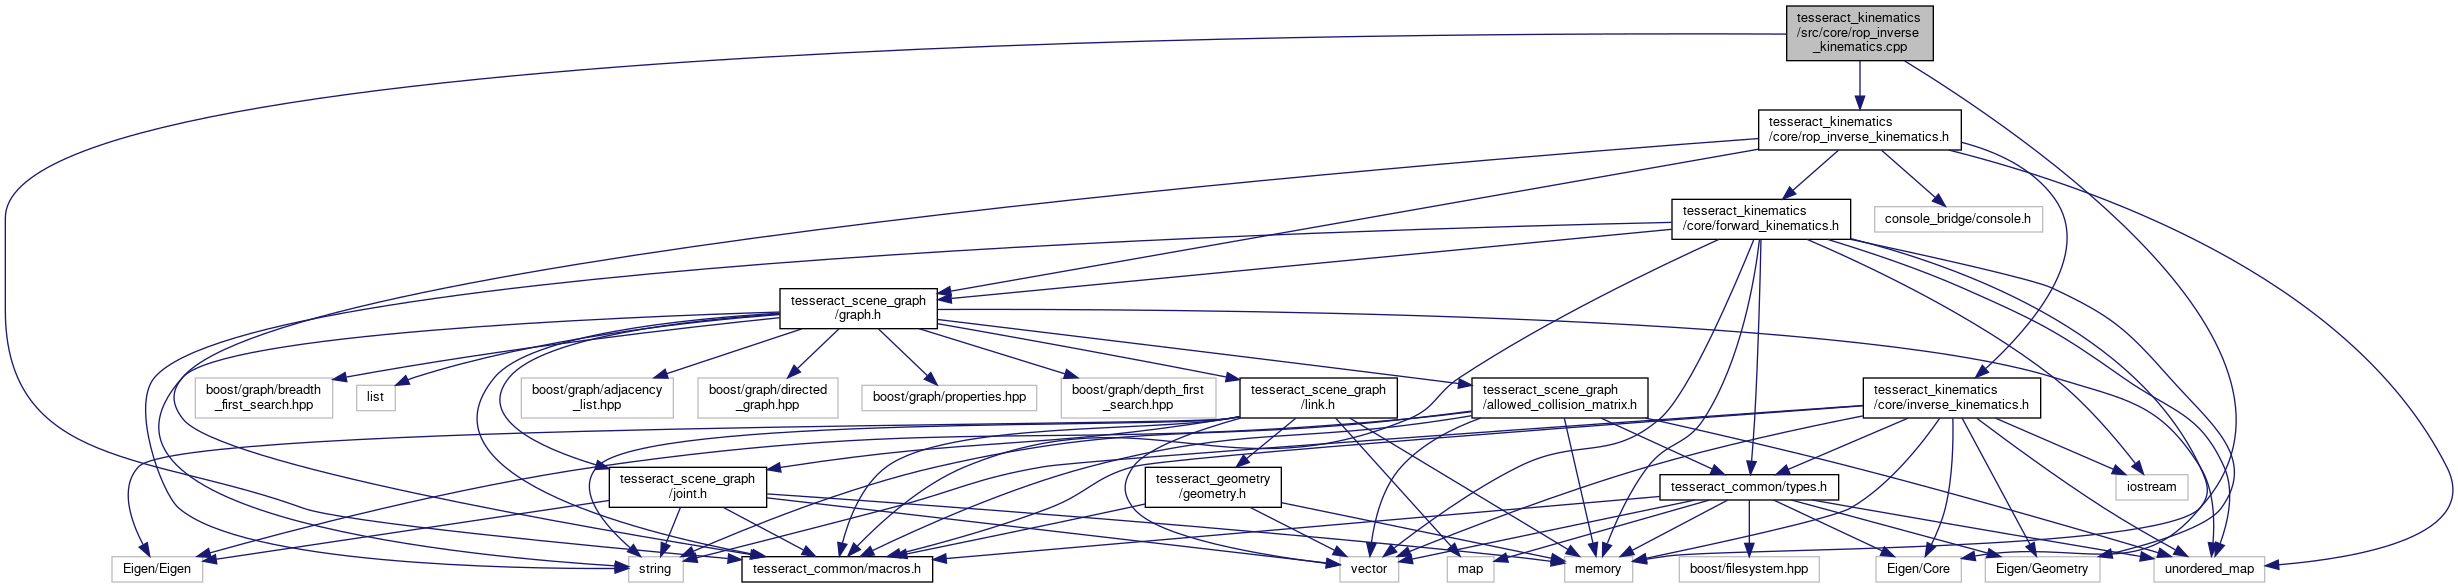 tesseract_kinematics
/src/core/rop_inverse
_kinematics.cpp
tesseract_kinematics
/core/rop_inverse_kinematics.h
tesseract_kinematics
/core/forward_kinematics.h
console_bridge/console.h
tesseract_scene_graph
/graph.h
boost/graph/breadth
_first_search.hpp
list
boost/graph/adjacency
_list.hpp
boost/graph/directed
_graph.hpp
boost/graph/properties.hpp
boost/graph/depth_first
_search.hpp
tesseract_scene_graph
/link.h
tesseract_scene_graph
/allowed_collision_matrix.h
tesseract_kinematics
/core/inverse_kinematics.h
tesseract_scene_graph
/joint.h
tesseract_geometry
/geometry.h
tesseract_common/types.h
iostream
Eigen/Eigen
string
tesseract_common/macros.h
vector
map
memory
boost/filesystem.hpp
Eigen/Core
Eigen/Geometry
unordered_map